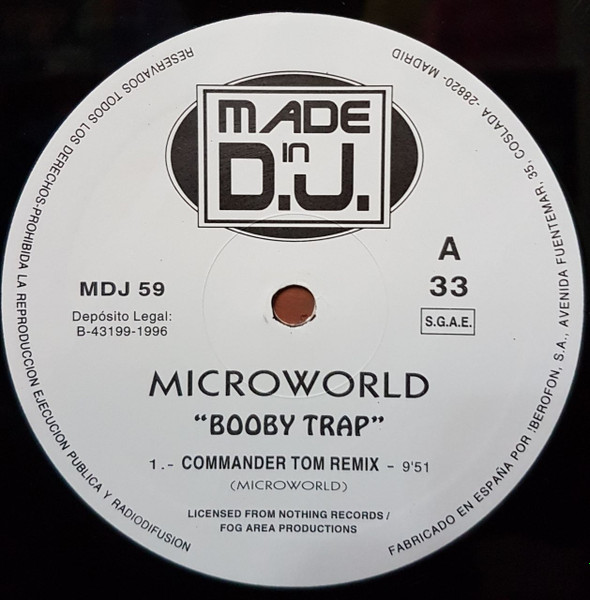 MADE
in
D.J.
A
33
S.G.A.E.
MDJ 59
Depósito Legal:
B-43199-1996
MICROWORLD
“BOOBY TRAP”
1.- COMMANDER TOM REMIX - 9'51
(MICROWORLD)
LICENSED FROM NOTHING RECORDS /
FOG AREA PRODUCTIONS
RESERVADOS TODOS LOS DERECHOS-PROHIBIDA LA REPRODUCCION EJECUCION PUBLICA Y RADIODIFUSION
FABRICADO EN ESPAÑA POR IBEROFON, S.A., AVENIDA FUENTEMAR, 35, COSLADA -28820- MADRID